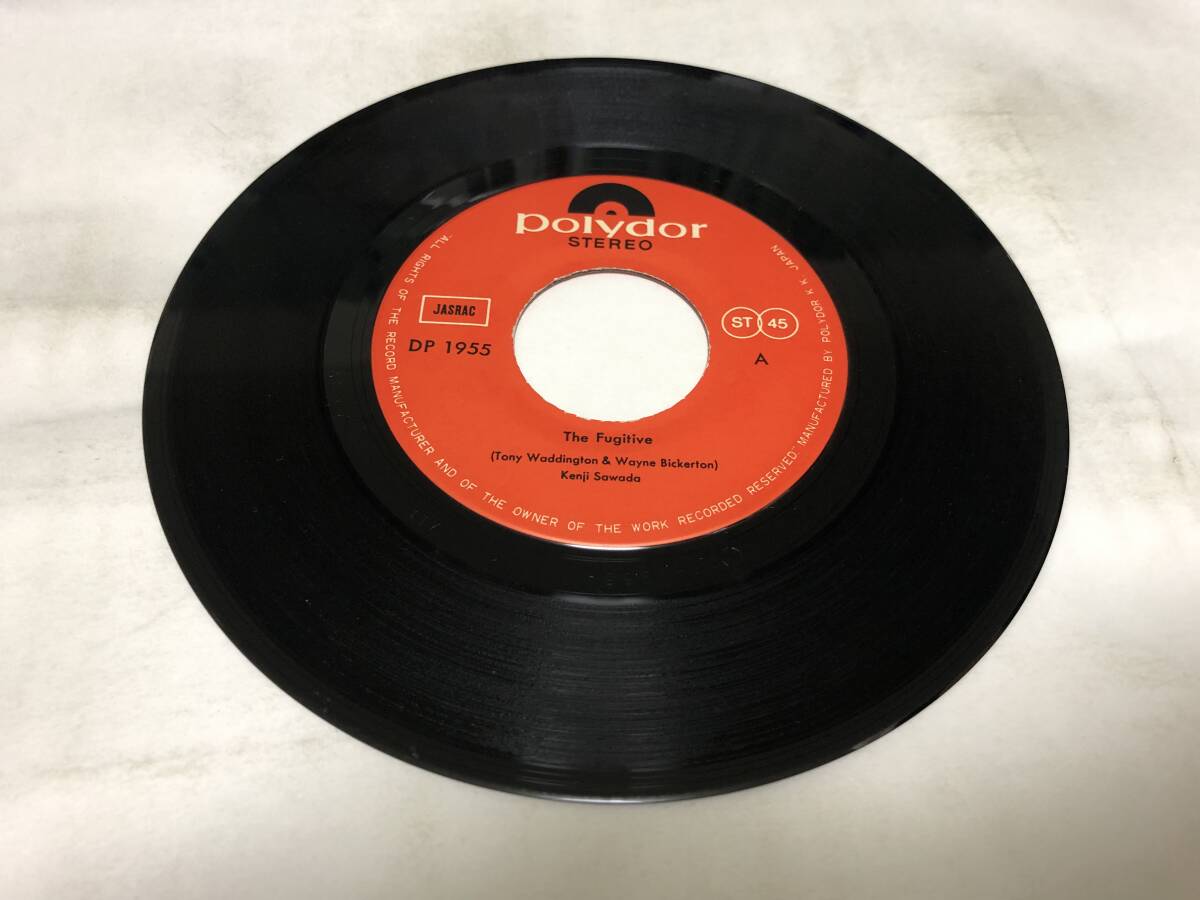 polydor
STEREO
JASRAC
DP 1955
ST 45
A
The Fugitive
(Tony Waddington & Wayne Bickerton)
Kenji Sawada
"ALL RIGHTS OF THE RECORD MANUFACTURER AND OF THE OWNER OF THE WORK RECORDED RESERVED" MANUFACTURED BY POLYDOR K. K. JAPAN